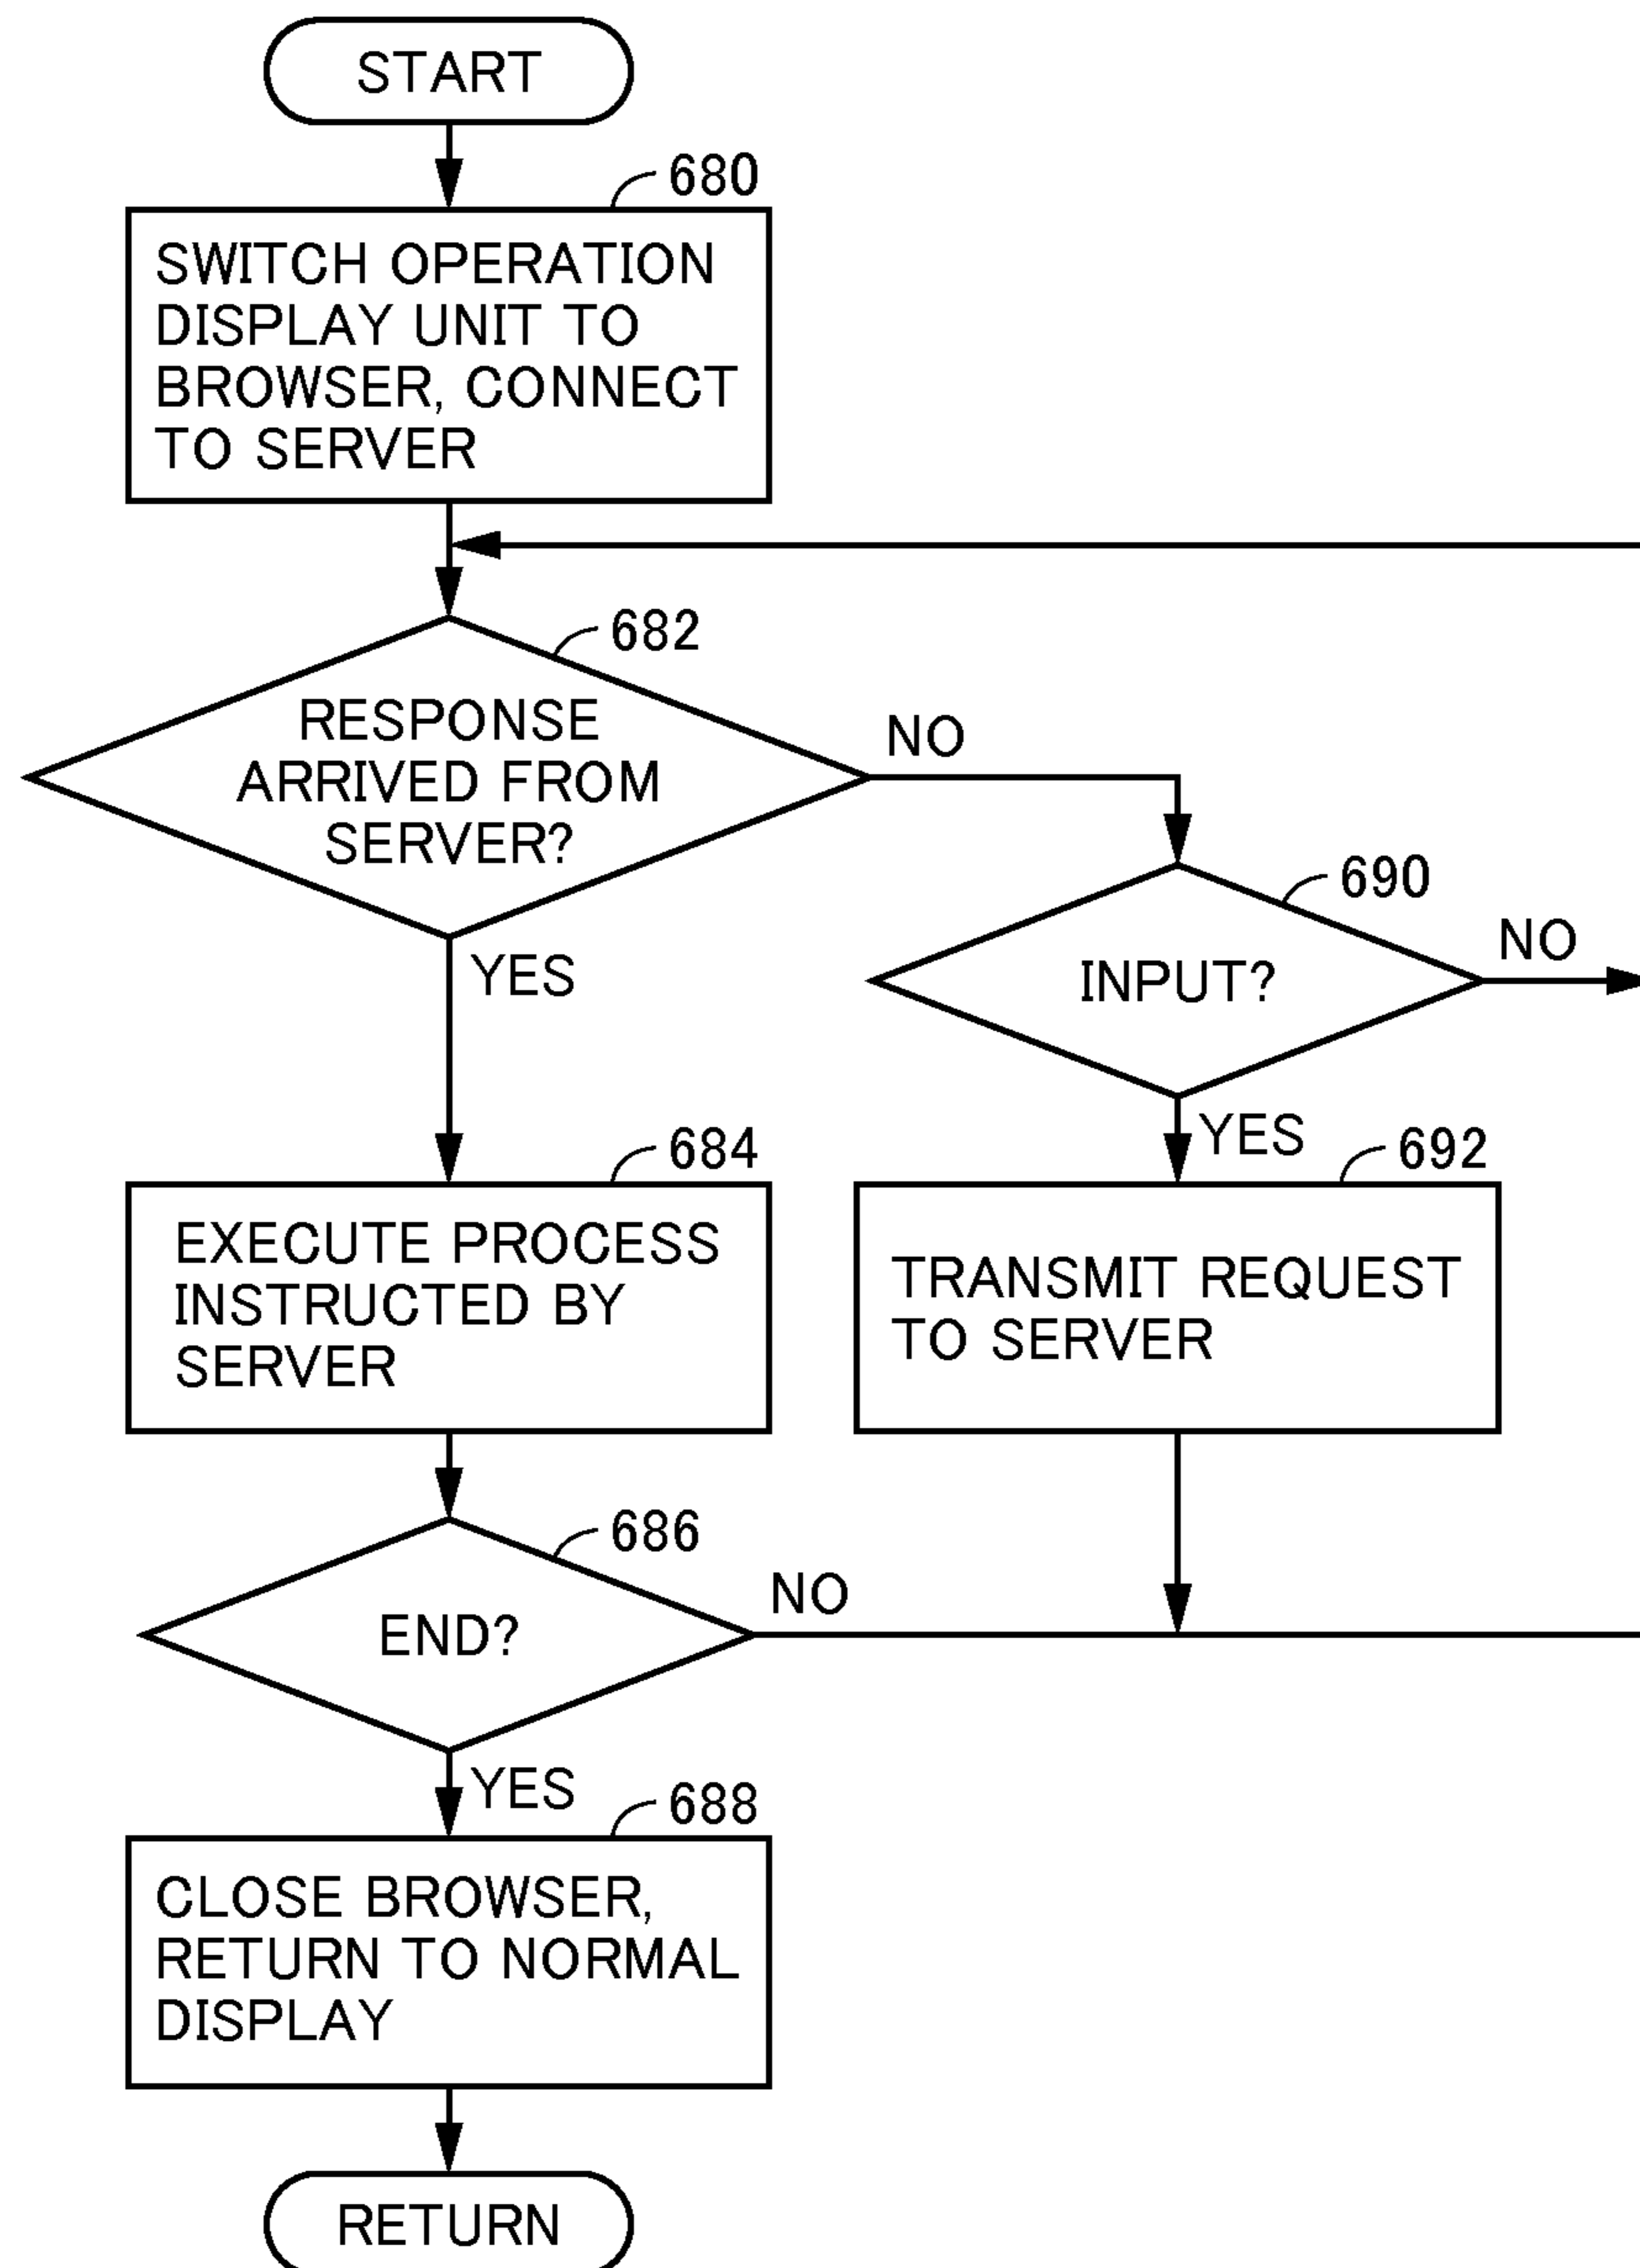 START
680
SWITCH OPERATION
DISPLAY UNIT TO
BROWSER, CONNECT
TO SERVER
682
RESPONSE
ARRIVED FROM
SERVER?
NO
YES
690
INPUT?
NO
YES
684
EXECUTE PROCESS
INSTRUCTED BY
SERVER
692
TRANSMIT REQUEST
TO SERVER
686
END?
NO
YES
688
CLOSE BROWSER,
RETURN TO NORMAL
DISPLAY
RETURN